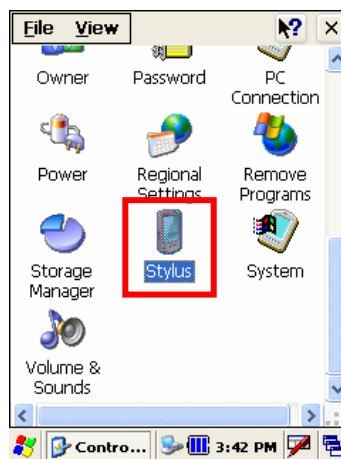 File View ?
Owner Password PC
Connection
Power Regional
Settings
Remove
Programs
Storage
Manager
Stylus System
Volume &
Sounds
Contro... 3:42 PM